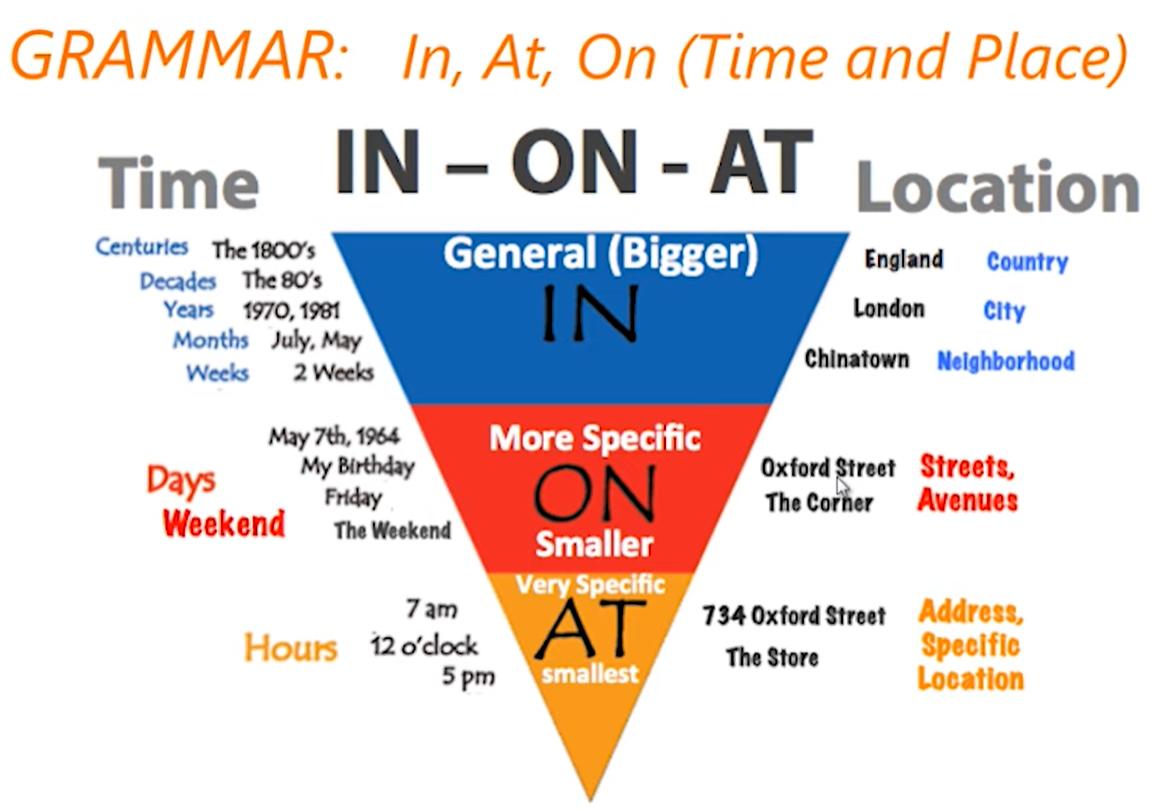 GRAMMAR: In, At, On (Time and Place)
IN – ON - AT
Time
Location
Centuries The 1800's
Decades The 80's
Years 1970, 1981
Months July, May
Weeks 2 Weeks
General (Bigger)
IN
England Country
London City
Chinatown Neighborhood
May 7th, 1964
My Birthday
Days
Friday
Weekend
The Weekend
More Specific
ON
Smaller
Oxford Street Streets,
The Corner Avenues
7 am
Hours 12 o'clock
5 pm
Very Specific
AT
smallest
734 Oxford Street Address,
The Store Specific
Location